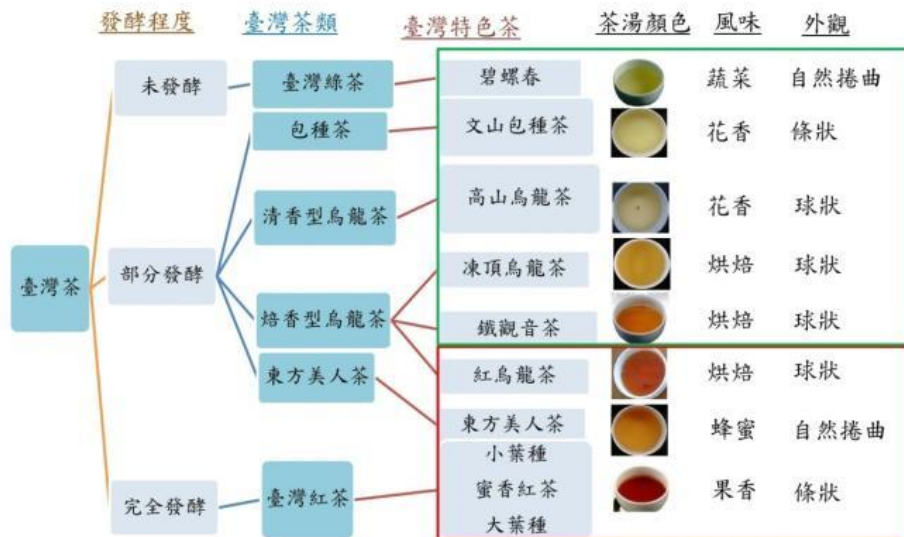 發酵程度 臺灣茶類 臺灣特色茶 茶湯顏色 風味 外觀
未發酵 臺灣綠茶 碧螺春 蔬菜 自然捲曲
包種茶 文山包種茶 花香 條狀
清香型烏龍茶 高山烏龍茶 花香 球狀
臺灣茶 部分發酵 凍頂烏龍茶 烘焙 球狀
焙香型烏龍茶 鐵觀音茶 烘焙 球狀
東方美人茶 紅烏龍茶 烘焙 球狀
東方美人茶 蜂蜜 自然捲曲
小葉種
完全發酵 臺灣紅茶 蜜香紅茶 果香 條狀
大葉種